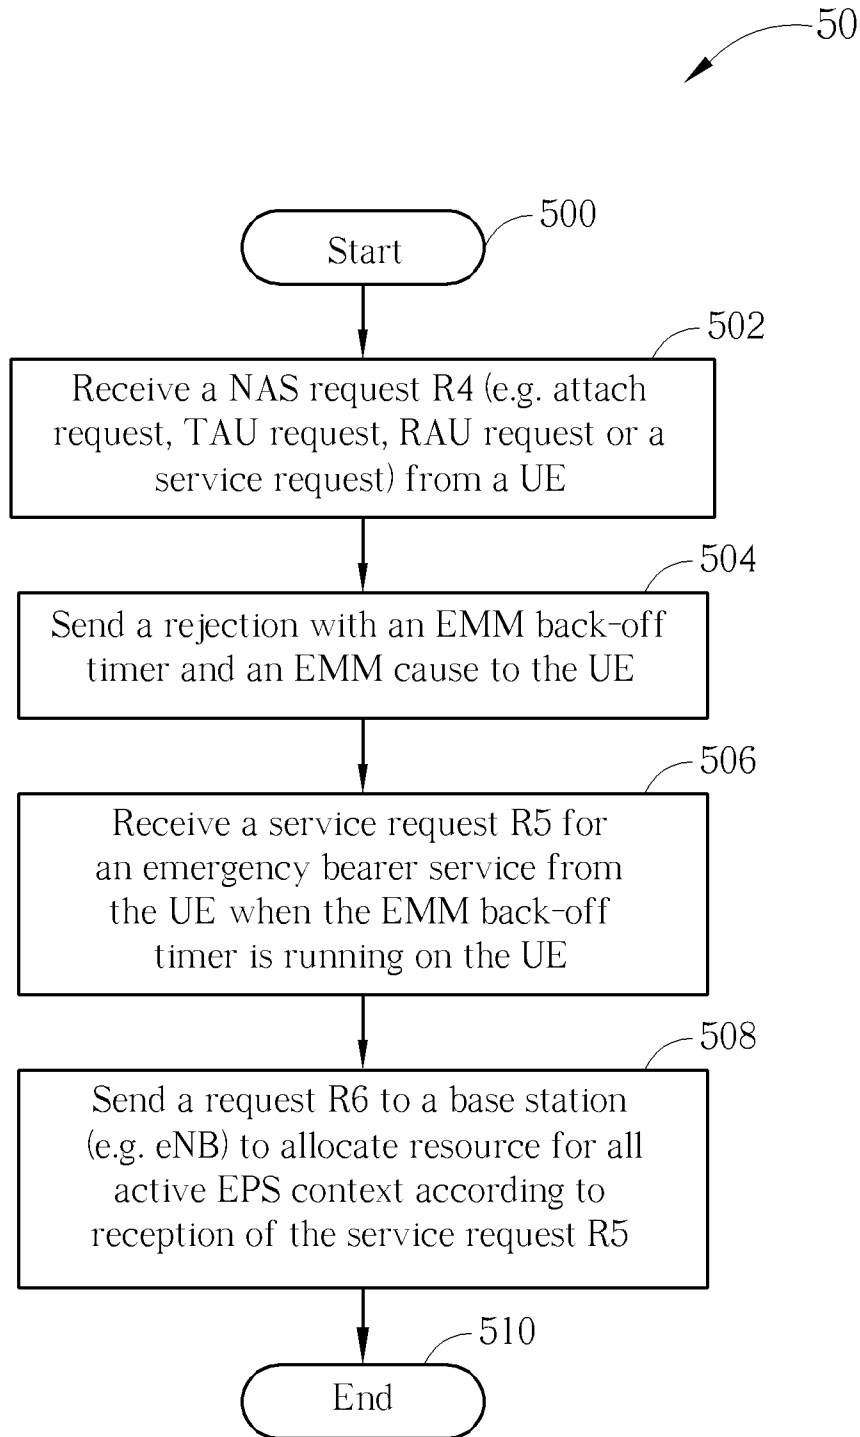 50
500
Start
502
Receive a NAS request R4 (e.g. attach
request, TAU request, RAU request or a
service request) from a UE
504
Send a rejection with an EMM back-off
timer and an EMM cause to the UE
506
Receive a service request R5 for
an emergency bearer service from
the UE when the EMM back-off
timer is running on the UE
508
Send a request R6 to a base station
(e.g. eNB) to allocate resource for all
active EPS context according to
reception of the service request R5
510
End